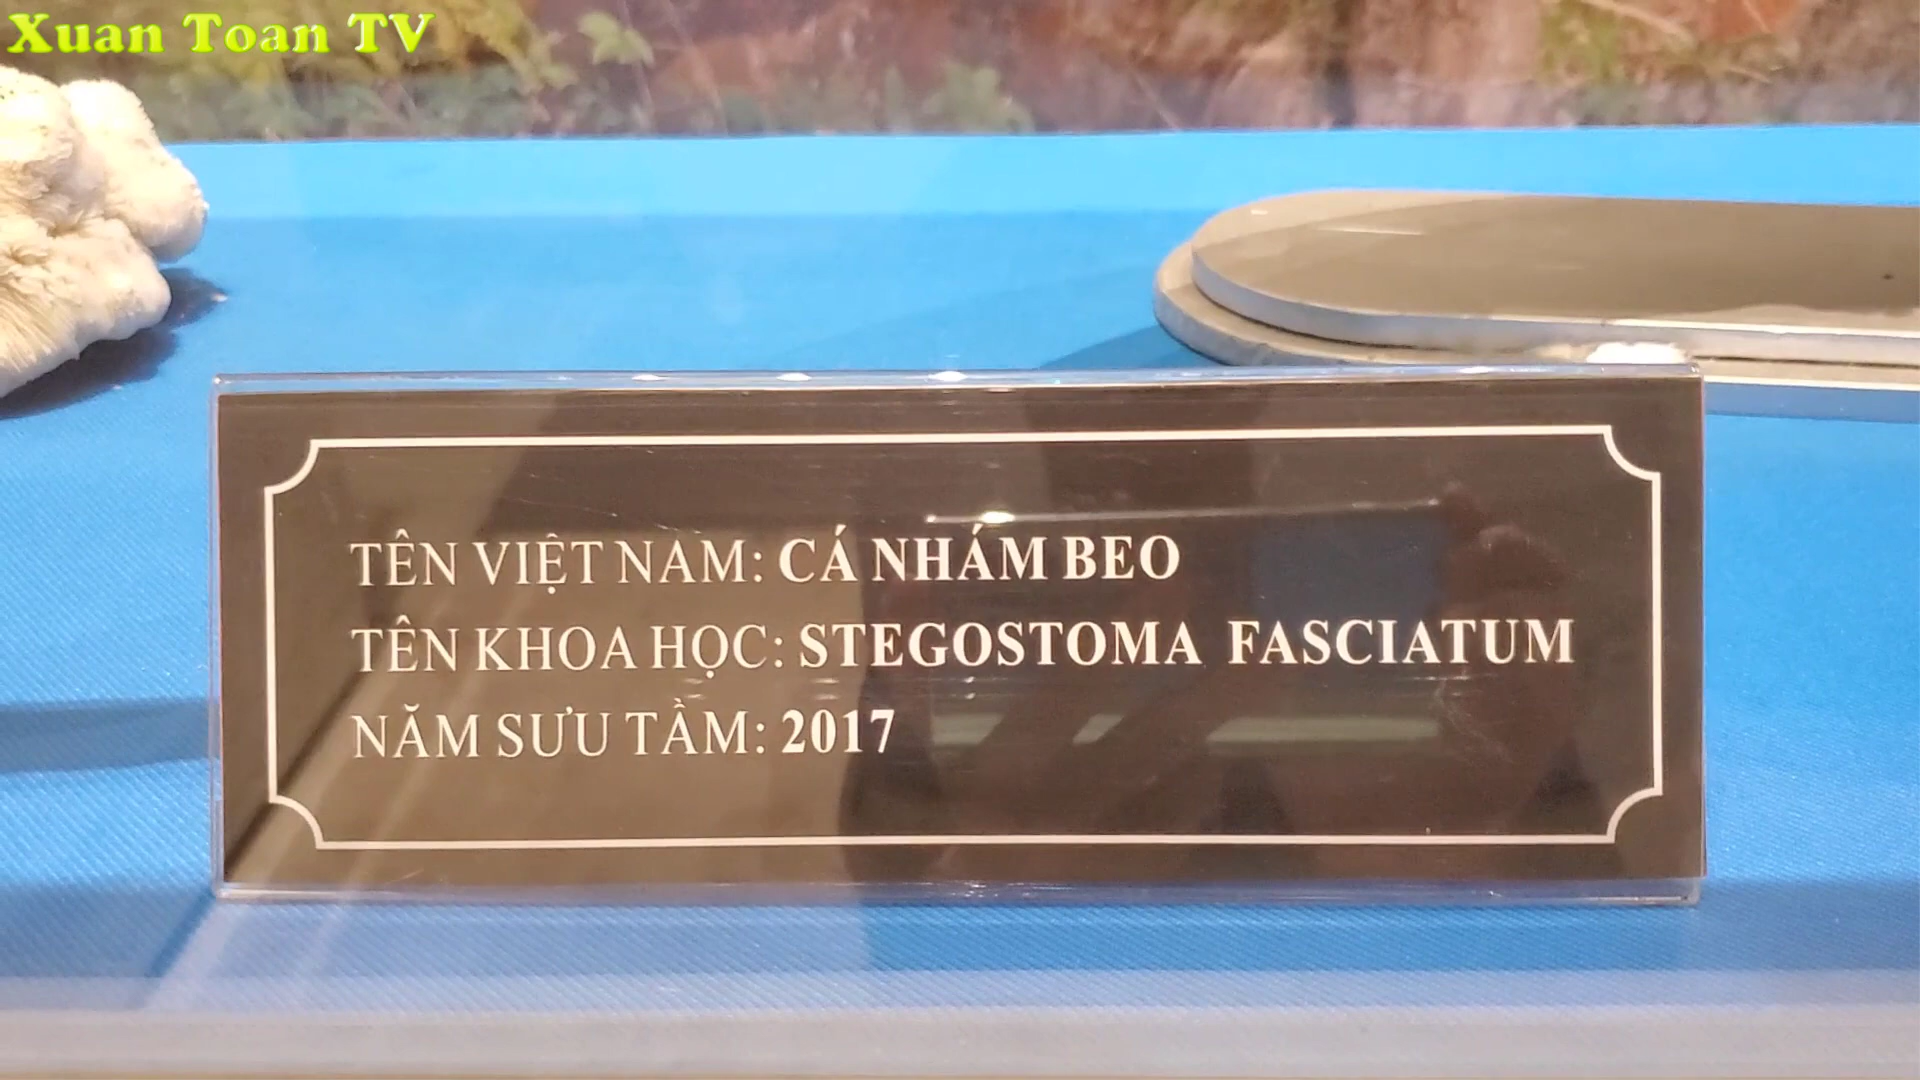 Xuan Toan TV
TÊN VIỆT NAM: CÁ NHÁM BEO
TÊN KHOA HỌC: STEGOSTOMA FASCIATUM
NĂM SƯU TẦM: 2017